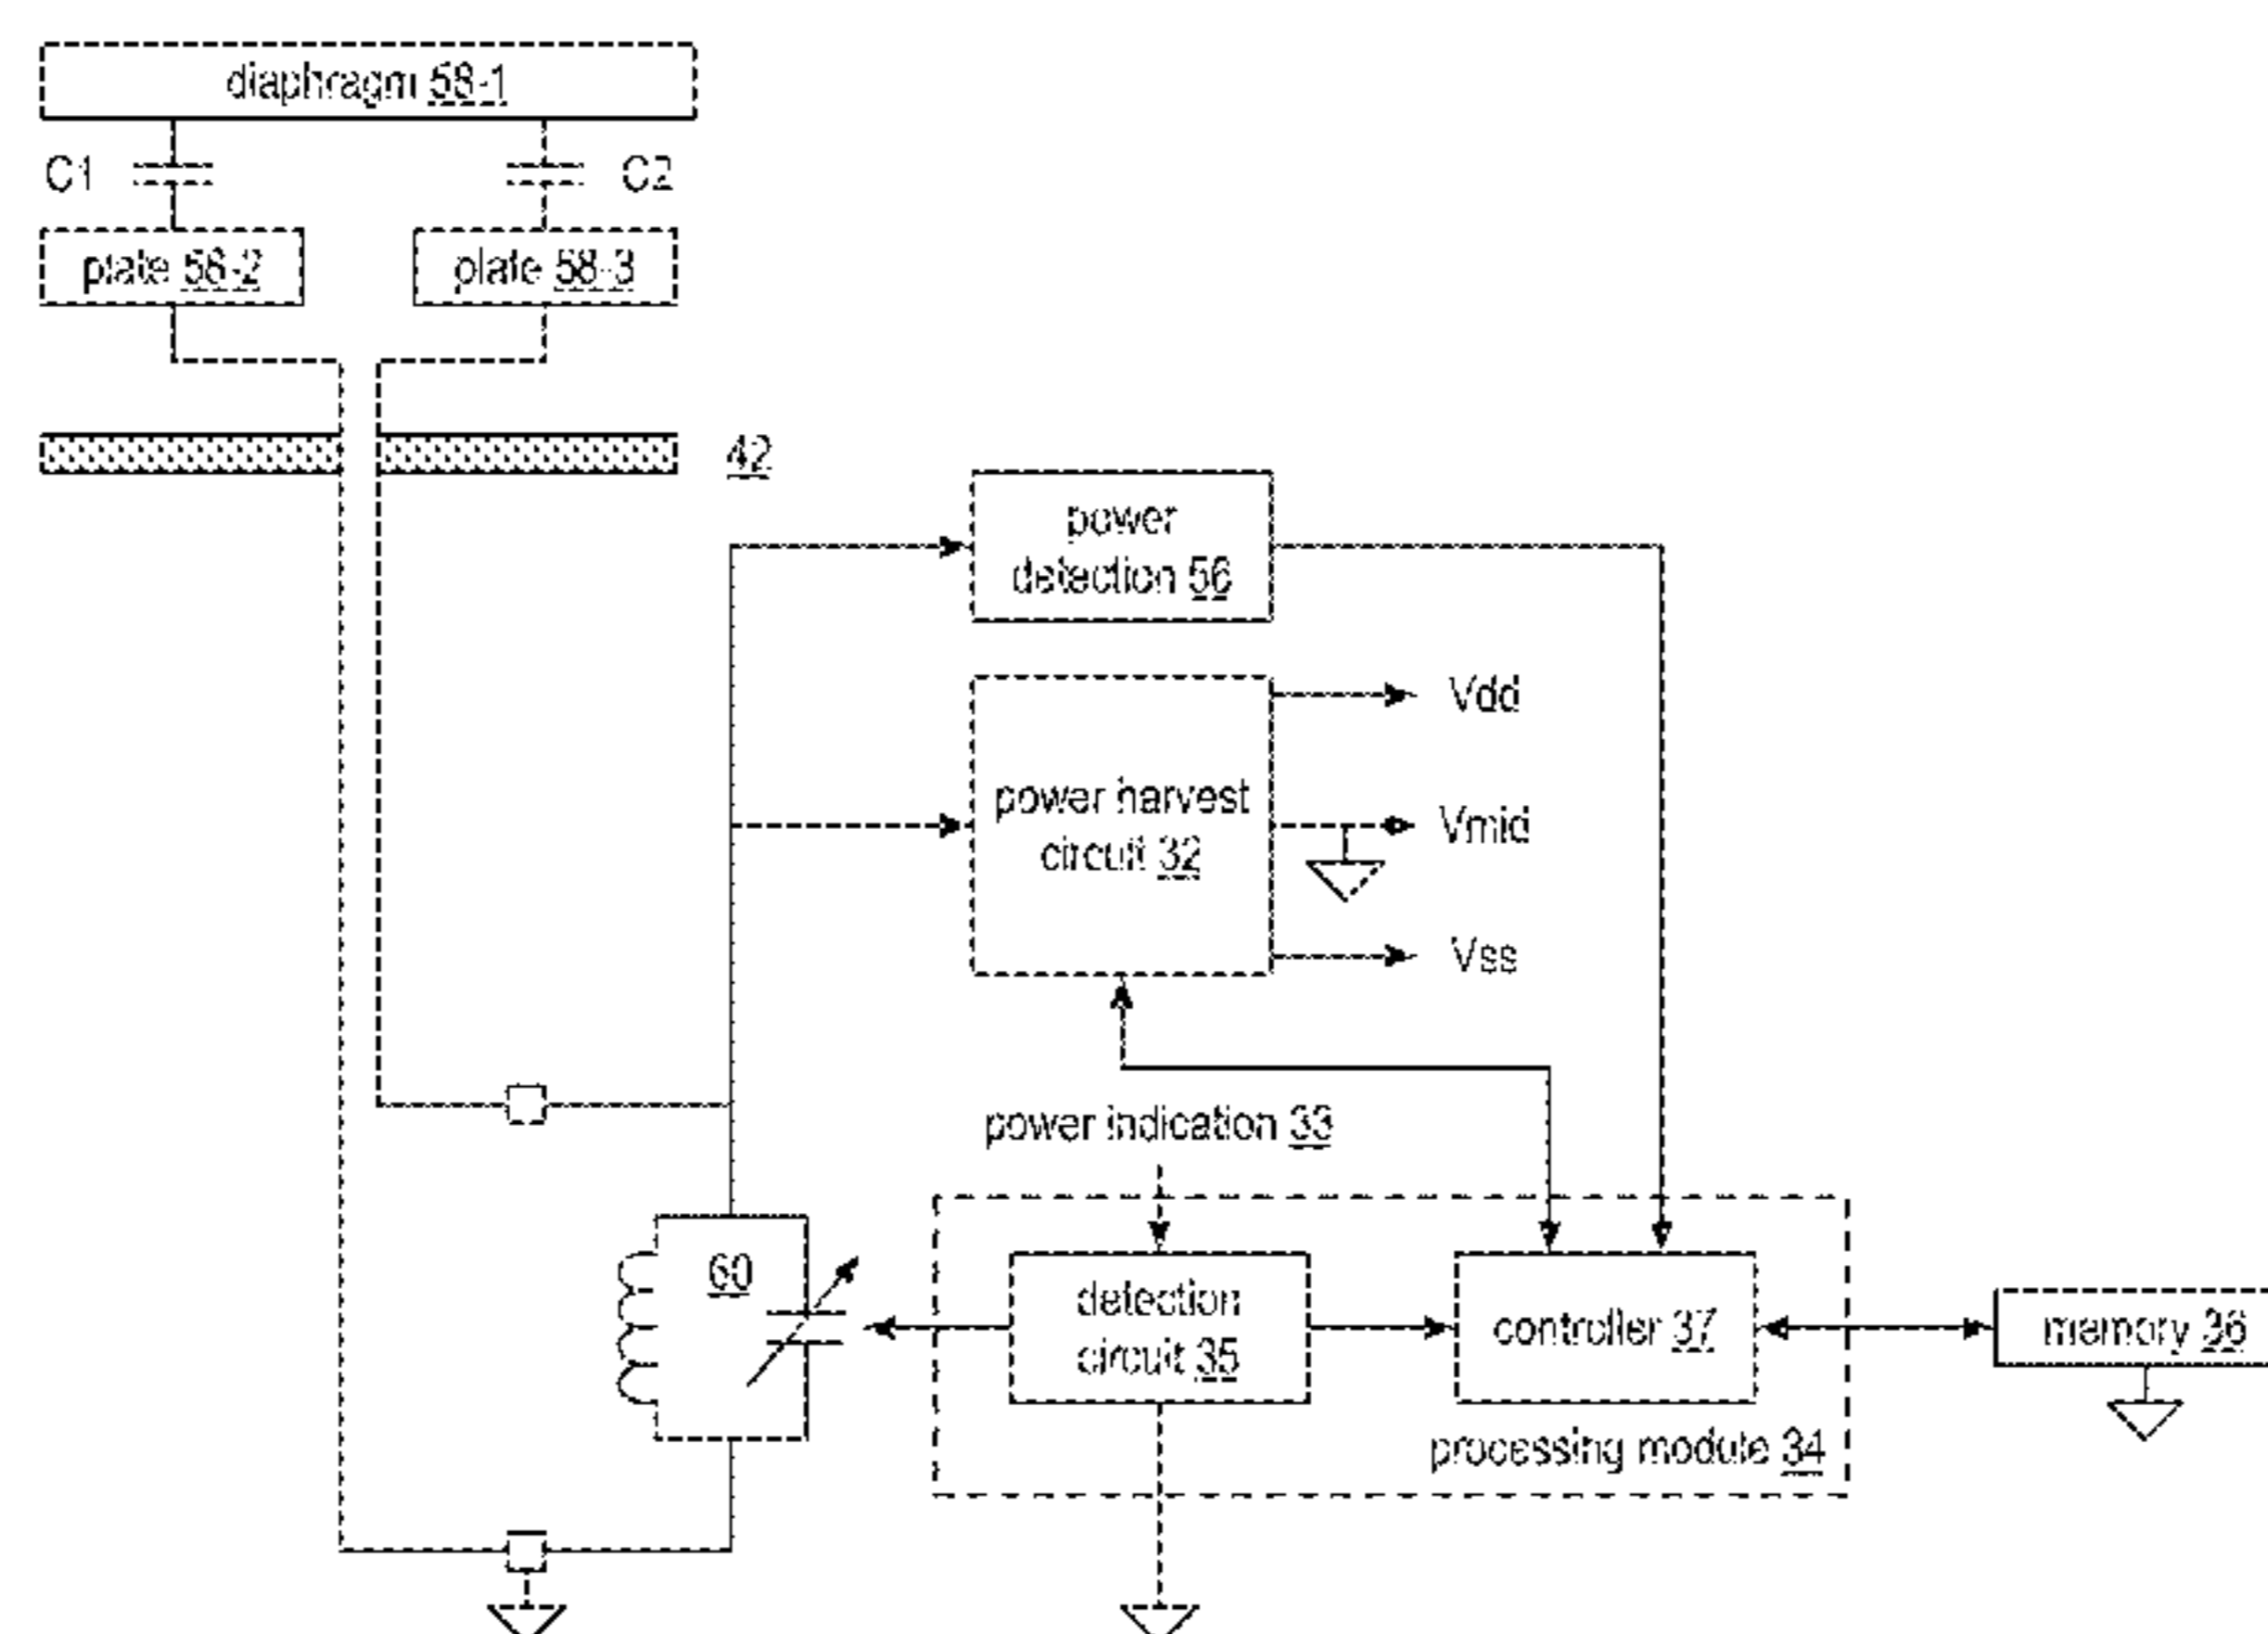 diaphragm 58-1
C1
C2
plate 58-2
plate 58-3
42
power
detection 56
Vdd
power harvest
circuit 32
Vmid
Vss
power indication 33
60
detection
circuit 35
controller 37
memory 36
processing module 34